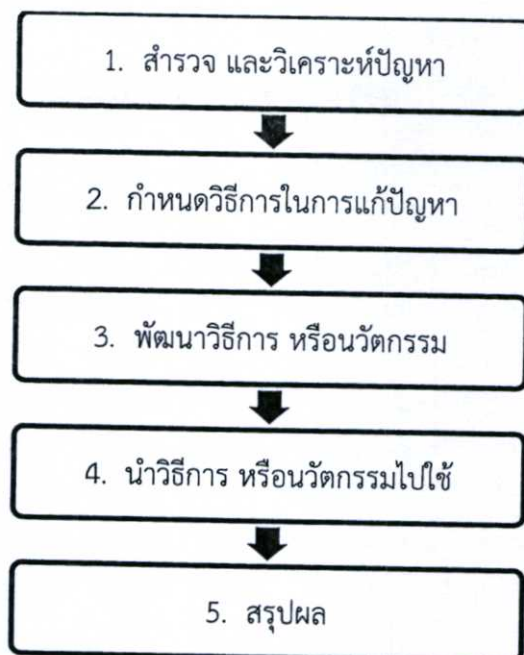 1. สำรวจ และวิเคราะห์ปัญหา
2. กำหนดวิธีการในการแก้ปัญหา
3. พัฒนาวิธีการ หรือนวัตกรรม
4. นำวิธีการ หรือนวัตกรรมไปใช้
5. สรุปผล